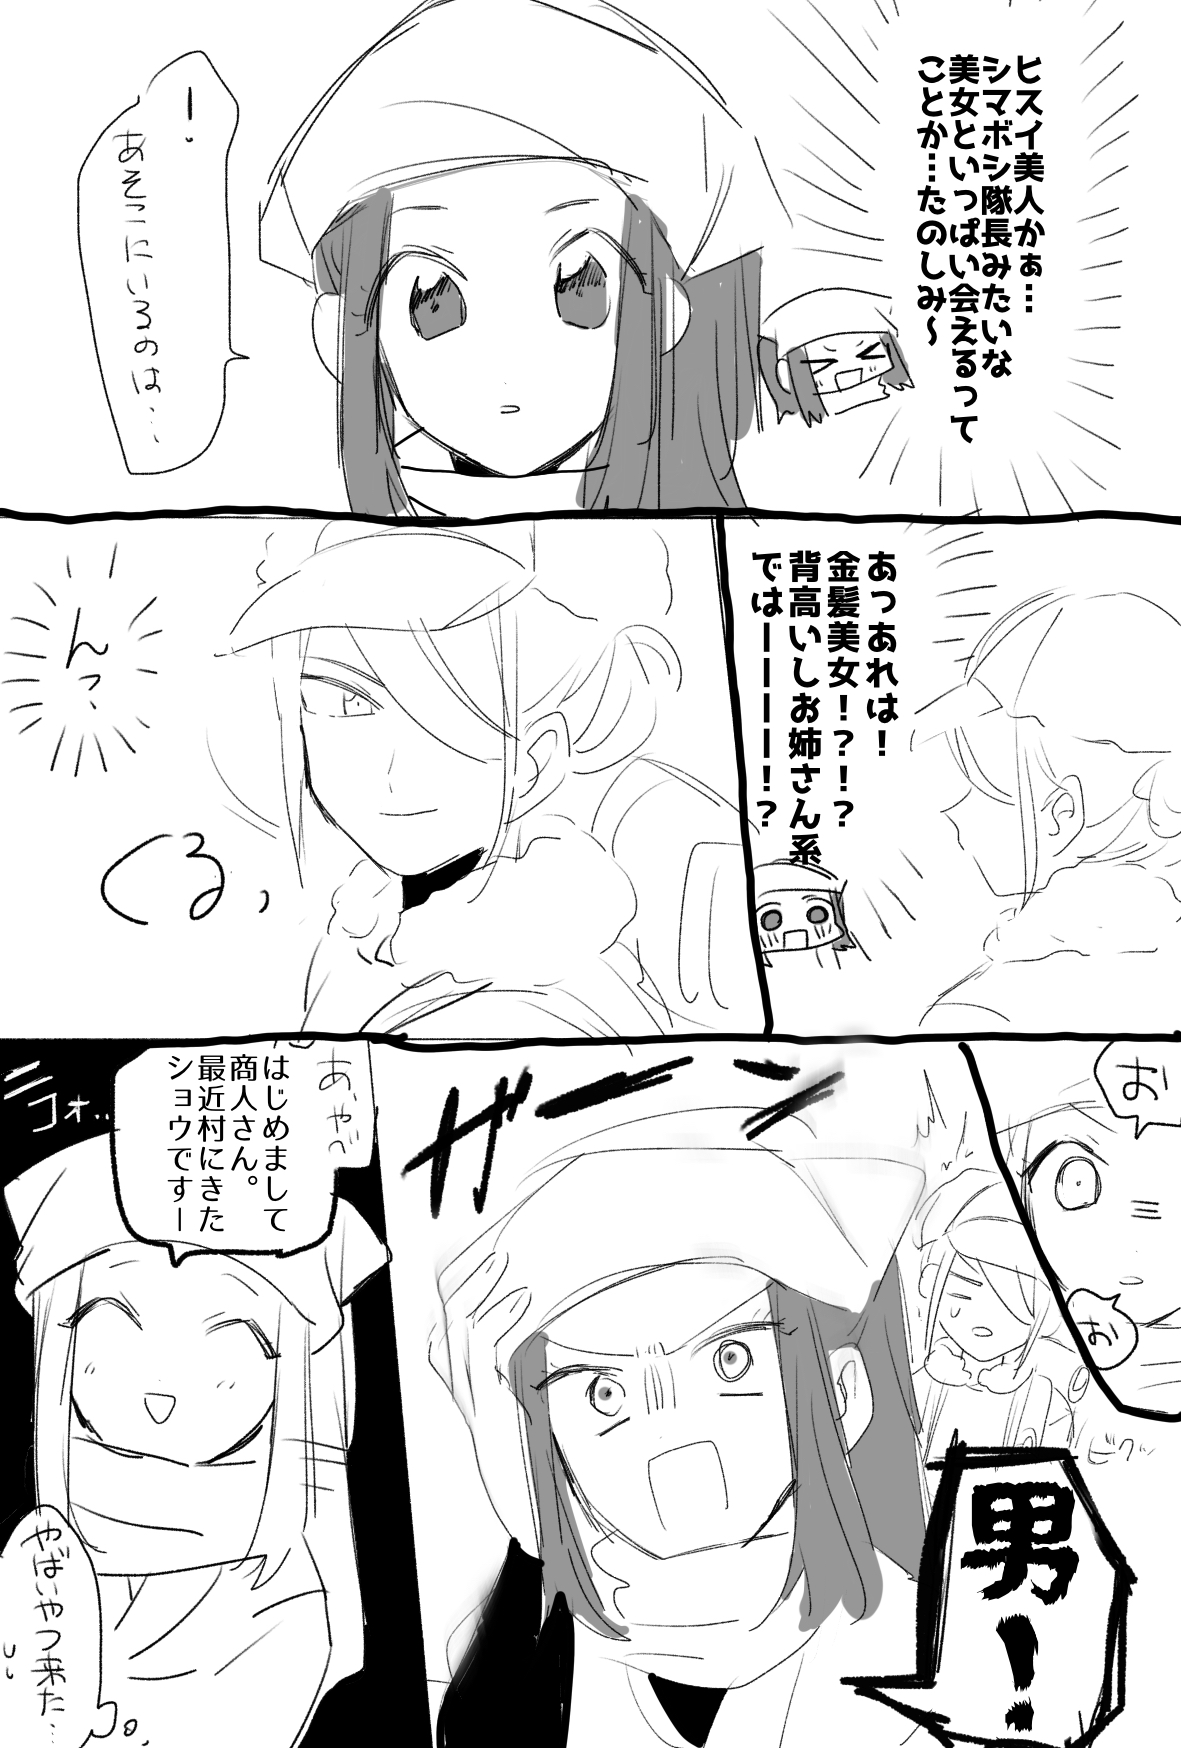 ヒスイ美人かぁ…
シマボシ隊長みたいな
美女といっぱい会えるって
ことか…たのしみ～
！
あそこにいるのは…
あっあれは！
金髪美女！？！？
背高いしお姉さん系
ではーーーーー！？
んっ
くる、
お
お
ビクッ
男！
ガーン
あ、やべ
はじめまして
商人さん。
最近村にきた
ショウですー
ニコォ‥
やばいやつ来た…